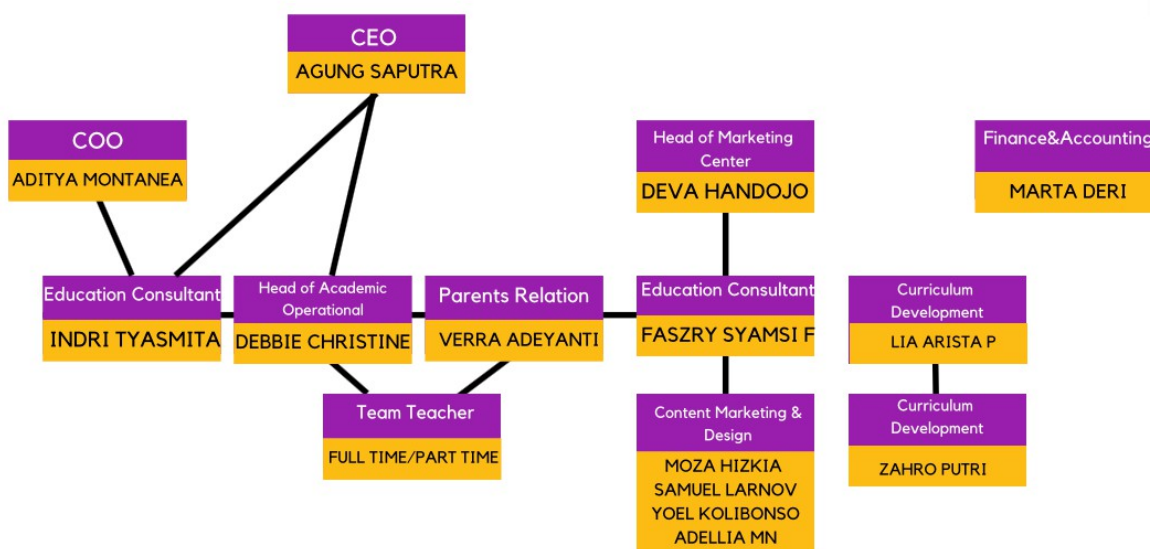 CEO
AGUNG SAPUTRA
COO
ADITYA MONTANEA
Head of Marketing
Center
DEVA HANDOJO
Finance&Accounting
MARTA DERI
Education Consultant
INDRI TYASMITA
Head of Academic
Operational
DEBBIE CHRISTINE
Parents Relation
VERRA ADEYANTI
Education Consultant
FASZRY SYAMSI F
Curriculum
Development
LIA ARISTA P
Team Teacher
FULL TIME/PART TIME
Content Marketing &
Design
MOZA HIZKIA
SAMUEL LARNOV
YOEL KOLIBONSO
ADELLIA MN
Curriculum
Development
ZAHRO PUTRI